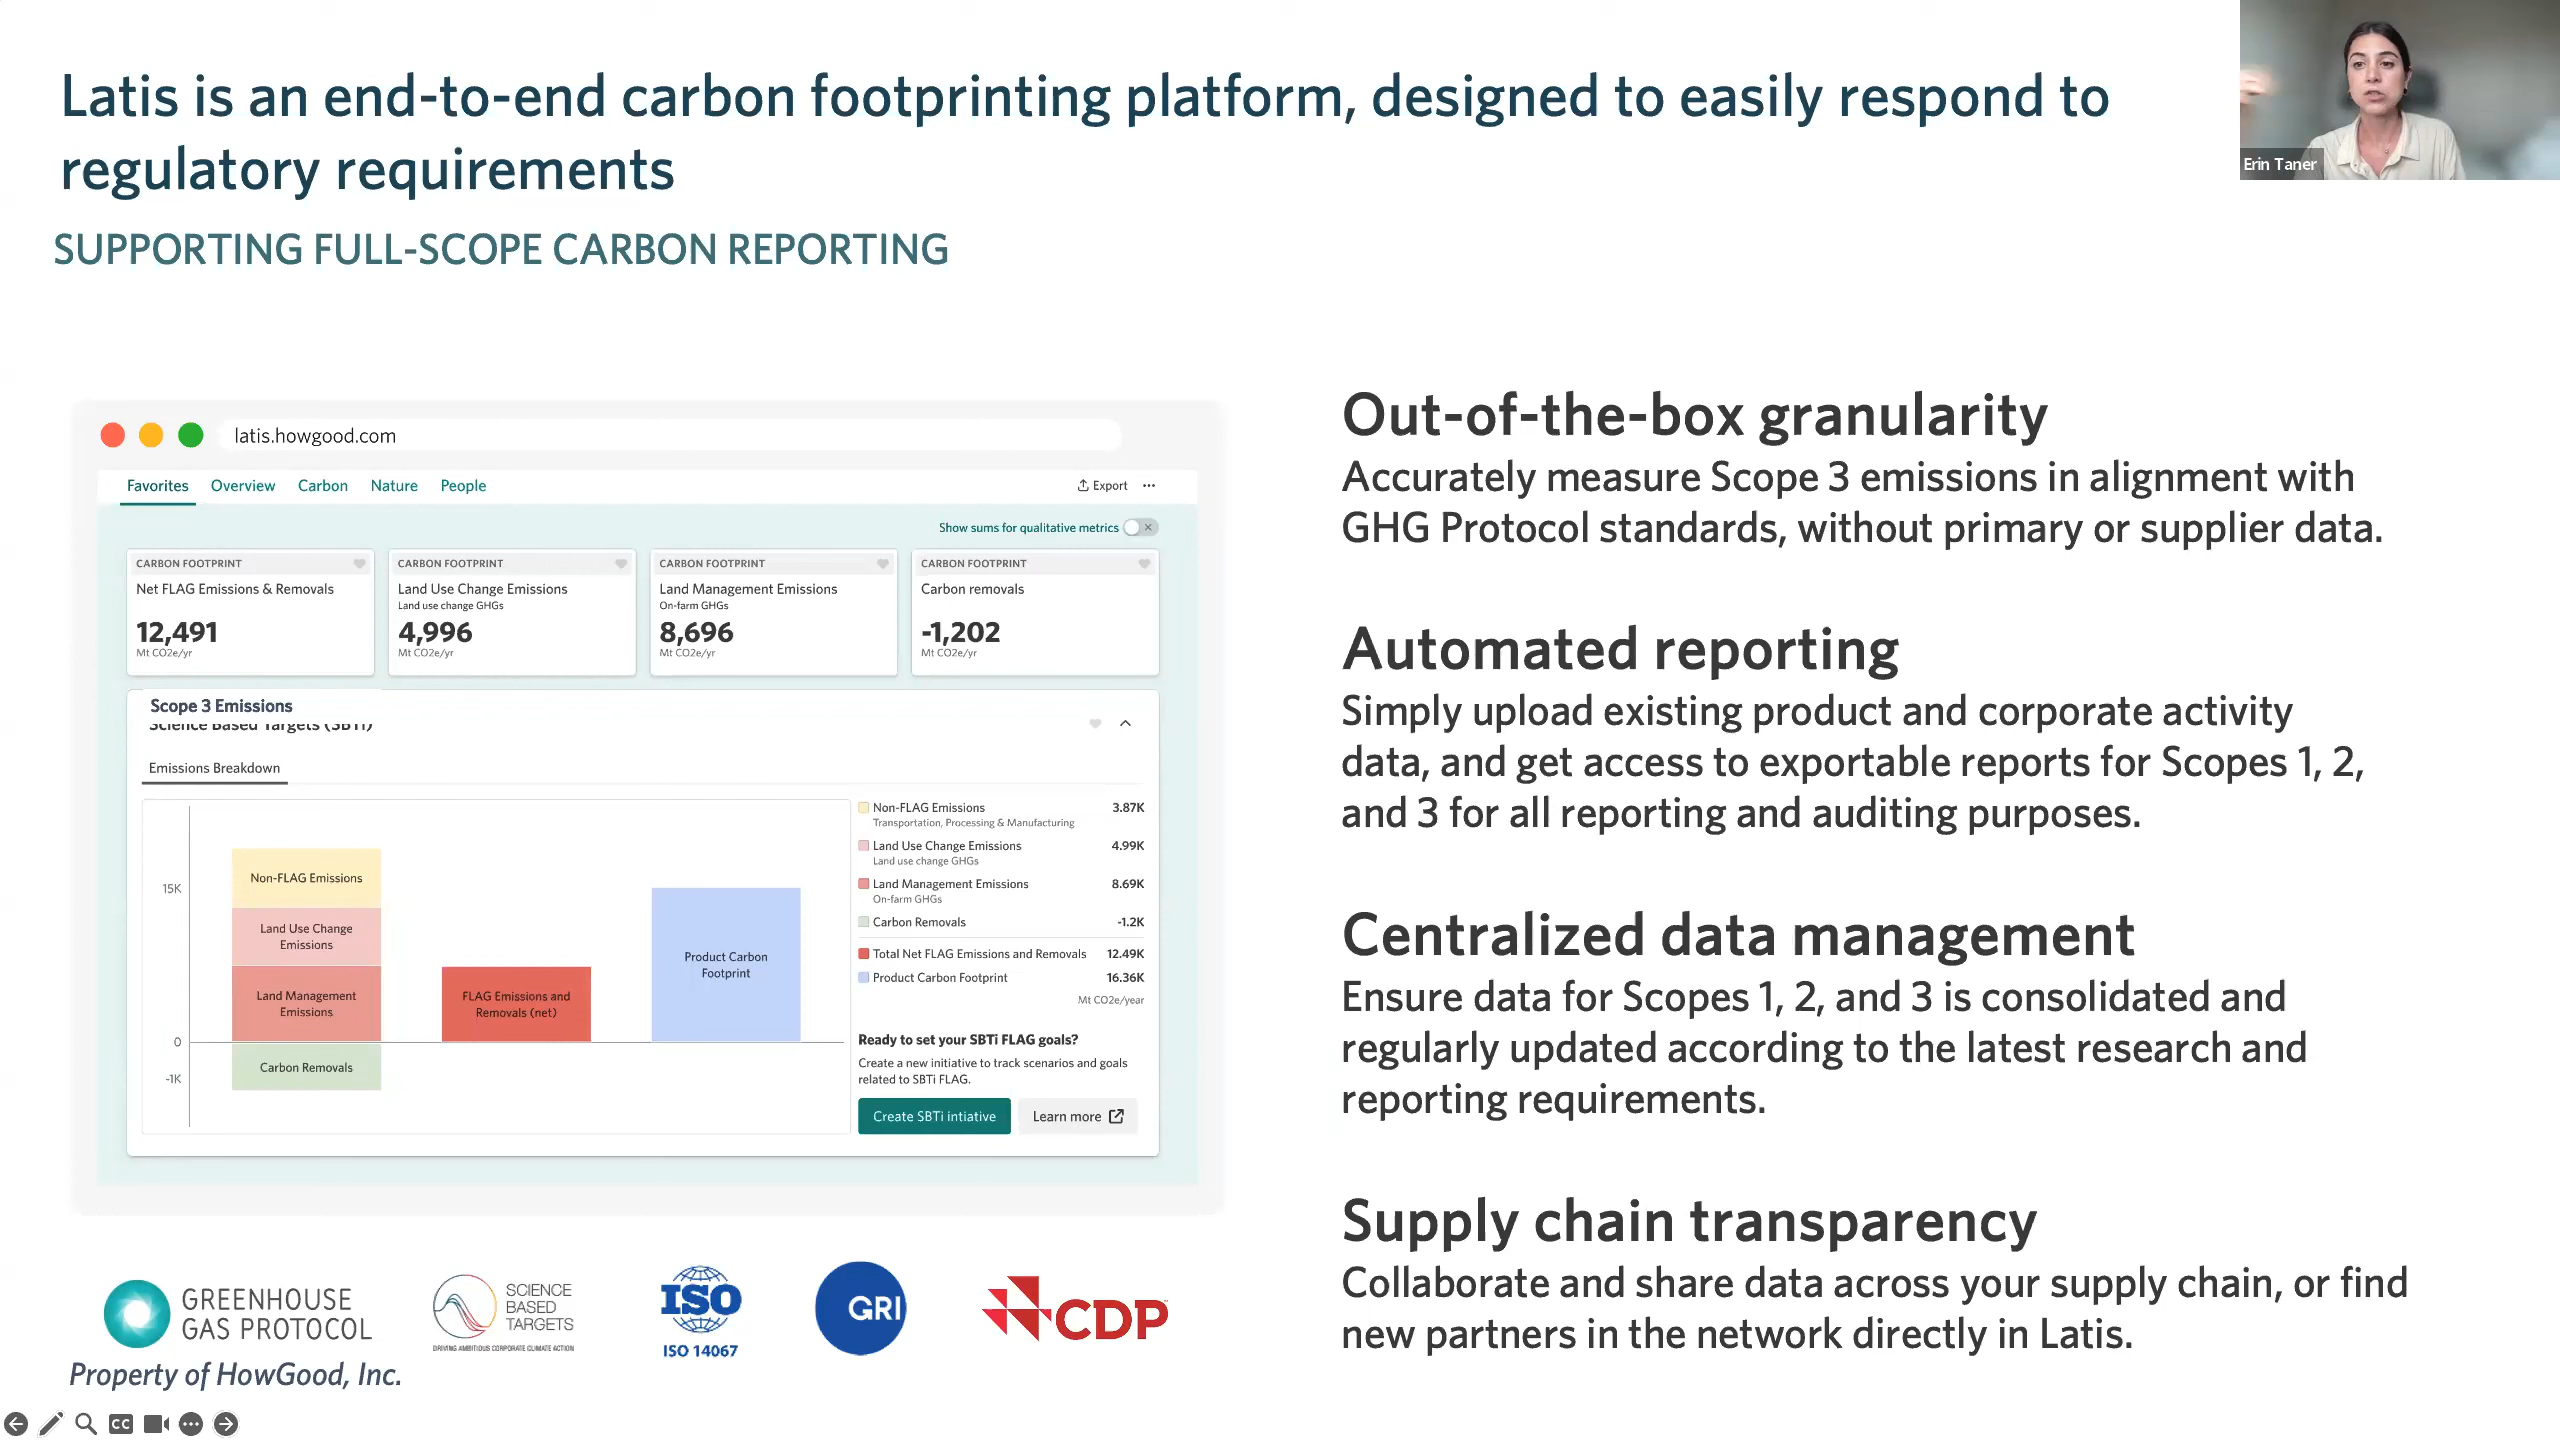 Latis is an end-to-end carbon footprinting platform, designed to easily respond to
regulatory requirements
SUPPORTING FULL-SCOPE CARBON REPORTING
Erin Taner
latis.howgood.com
Favorites Overview Carbon Nature People
Export
Show sums for qualitative metrics
CARBON FOOTPRINT
Net FLAG Emissions & Removals
12,491
Mt CO2e/yr
CARBON FOOTPRINT
Land Use Change Emissions
Land use change GHGs
4,996
Mt CO2e/yr
CARBON FOOTPRINT
Land Management Emissions
On-farm GHGs
8,696
Mt CO2e/yr
CARBON FOOTPRINT
Carbon removals
-1,202
Mt CO2e/yr
Scope 3 Emissions
Science Based Targets (SBTi)
Emissions Breakdown
15K
0
-1K
Non-FLAG Emissions
Land Use Change
Emissions
Land Management
Emissions
Carbon Removals
FLAG Emissions and
Removals (net)
Product Carbon
Footprint
Non-FLAG Emissions 3.87K
Transportation, Processing & Manufacturing
Land Use Change Emissions 4.99K
Land use change GHGs
Land Management Emissions 8.69K
On-farm GHGs
Carbon Removals -1.2K
Total Net FLAG Emissions and Removals 12.49K
Product Carbon Footprint 16.36K
Mt CO2e/year
Ready to set your SBTi FLAG goals?
Create a new initiative to track scenarios and goals
related to SBTi FLAG.
Create SBTi intiative
Learn more
GREENHOUSE
GAS PROTOCOL
SCIENCE
BASED
TARGETS
DRIVING AMBITIOUS CORPORATE CLIMATE ACTION
ISO
ISO 14067
GRI
CDP
Property of HowGood, Inc.
CC
Out-of-the-box granularity
Accurately measure Scope 3 emissions in alignment with
GHG Protocol standards, without primary or supplier data.
Automated reporting
Simply upload existing product and corporate activity
data, and get access to exportable reports for Scopes 1, 2,
and 3 for all reporting and auditing purposes.
Centralized data management
Ensure data for Scopes 1, 2, and 3 is consolidated and
regularly updated according to the latest research and
reporting requirements.
Supply chain transparency
Collaborate and share data across your supply chain, or find
new partners in the network directly in Latis.